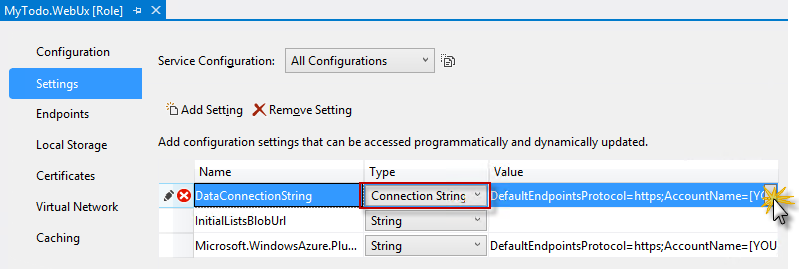 MyTodo.WebUx [Role]
Configuration
Settings
Endpoints
Local Storage
Certificates
Virtual Network
Caching
Service Configuration: All Configurations
Add Setting Remove Setting
Add configuration settings that can be accessed programmatically and dynamically updated.
Name Type Value
DataConnectionString Connection String DefaultEndpointsProtocol=https;AccountName=[YO
InitialListsBlobUrl String
Microsoft.WindowsAzure.Plu... String DefaultEndpointsProtocol=https;AccountName=[YOU